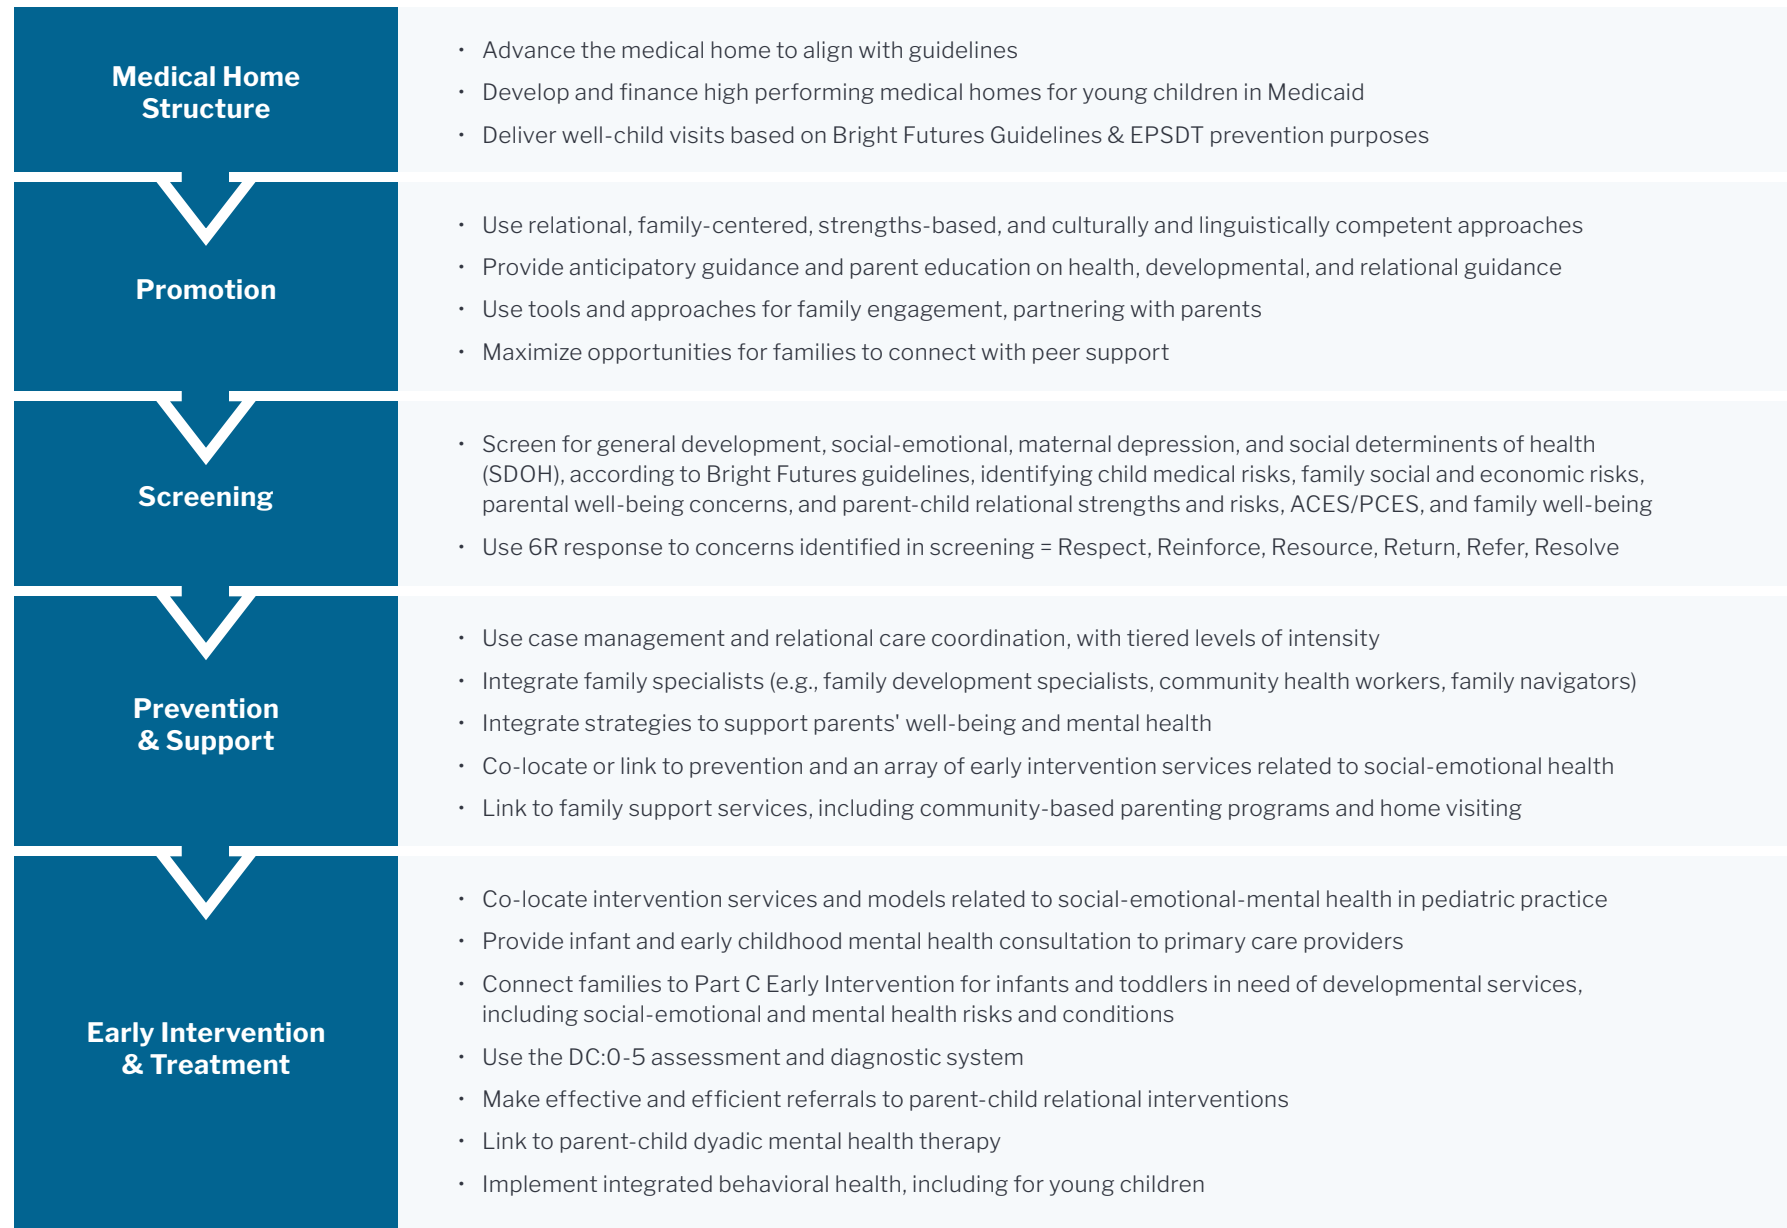 Medical Home
Structure
· Advance the medical home to align with guidelines
· Develop and finance high performing medical homes for young children in Medicaid
· Deliver well-child visits based on Bright Futures Guidelines & EPSDT prevention purposes
Promotion
· Use relational, family-centered, strengths-based, and culturally and linguistically competent approaches
· Provide anticipatory guidance and parent education on health, developmental, and relational guidance
· Use tools and approaches for family engagement, partnering with parents
· Maximize opportunities for families to connect with peer support
Screening
· Screen for general development, social-emotional, maternal depression, and social determinents of health
(SDOH), according to Bright Futures guidelines, identifying child medical risks, family social and economic risks,
parental well-being concerns, and parent-child relational strengths and risks, ACES/PCES, and family well-being
· Use 6R response to concerns identified in screening = Respect, Reinforce, Resource, Return, Refer, Resolve
Prevention
& Support
· Use case management and relational care coordination, with tiered levels of intensity
· Integrate family specialists (e.g., family development specialists, community health workers, family navigators)
· Integrate strategies to support parents' well-being and mental health
· Co-locate or link to prevention and an array of early intervention services related to social-emotional health
· Link to family support services, including community-based parenting programs and home visiting
Early Intervention
& Treatment
· Co-locate intervention services and models related to social-emotional-mental health in pediatric practice
· Provide infant and early childhood mental health consultation to primary care providers
· Connect families to Part C Early Intervention for infants and toddlers in need of developmental services,
including social-emotional and mental health risks and conditions
· Use the DC:0-5 assessment and diagnostic system
· Make effective and efficient referrals to parent-child relational interventions
· Link to parent-child dyadic mental health therapy
· Implement integrated behavioral health, including for young children